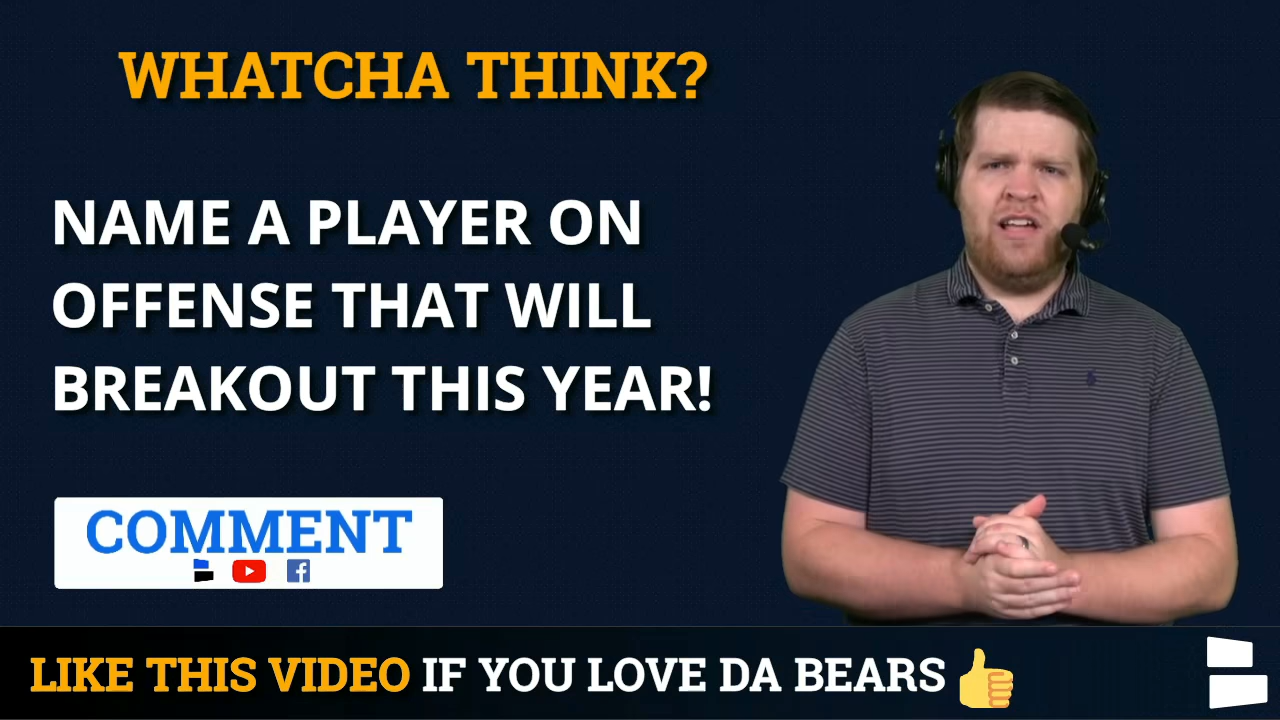 WHATCHA THINK?
NAME A PLAYER ON
OFFENSE THAT WILL
BREAKOUT THIS YEAR!
COMMENT
LIKE THIS VIDEO IF YOU LOVE DA BEARS